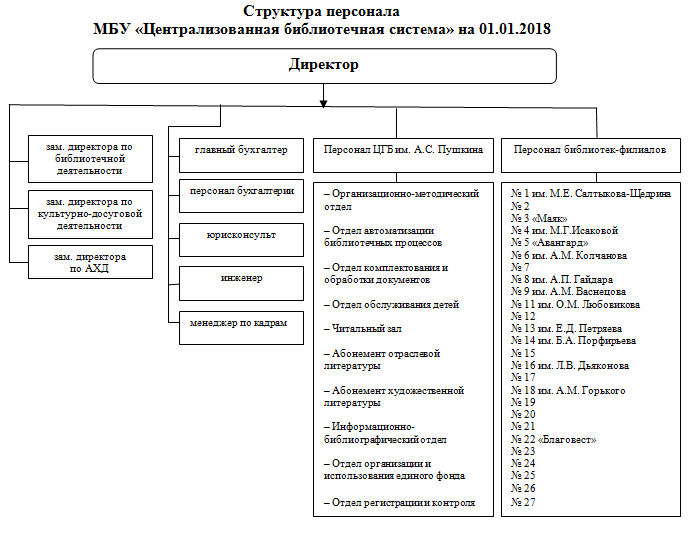 Структура персонала
МБУ «Централизованная библиотечная система» на 01.01.2018
Директор
зам. директора по
библиотечной
деятельности
зам. директора по
культурно-досуговой
деятельности
зам. директора
по АХД
главный бухгалтер
персонал бухгалтерии
юрисконсульт
инженер
менеджер по кадрам
Персонал ЦГБ им. А.С. Пушкина
– Организационно-методический
отдел
– Отдел автоматизации
библиотечных процессов
– Отдел комплектования и
обработки документов
– Отдел обслуживания детей
– Читальный зал
– Абонемент отраслевой
литературы
– Абонемент художественной
литературы
– Информационно-
библиографический отдел
– Отдел организации и
использования единого фонда
– Отдел регистрации и контроля
Персонал библиотек-филиалов
№ 1 им. М.Е. Салтыкова-Щедрина
№ 2
№ 3 «Маяк»
№ 4 им. М.Г.Исаковой
№ 5 «Авангард»
№ 6 им. А.М. Колчанова
№ 7
№ 8 им. А.П. Гайдара
№ 9 им. А.М. Васнецова
№ 11 им. О.М. Любовикова
№ 12
№ 13 им. Е.Д. Петряева
№ 14 им. Б.А. Порфирьева
№ 15
№ 16 им. Л.В. Дьяконова
№ 17
№ 18 им. А.М. Горького
№ 19
№ 20
№ 21
№ 22 «Благовест»
№ 23
№ 24
№ 25
№ 26
№ 27